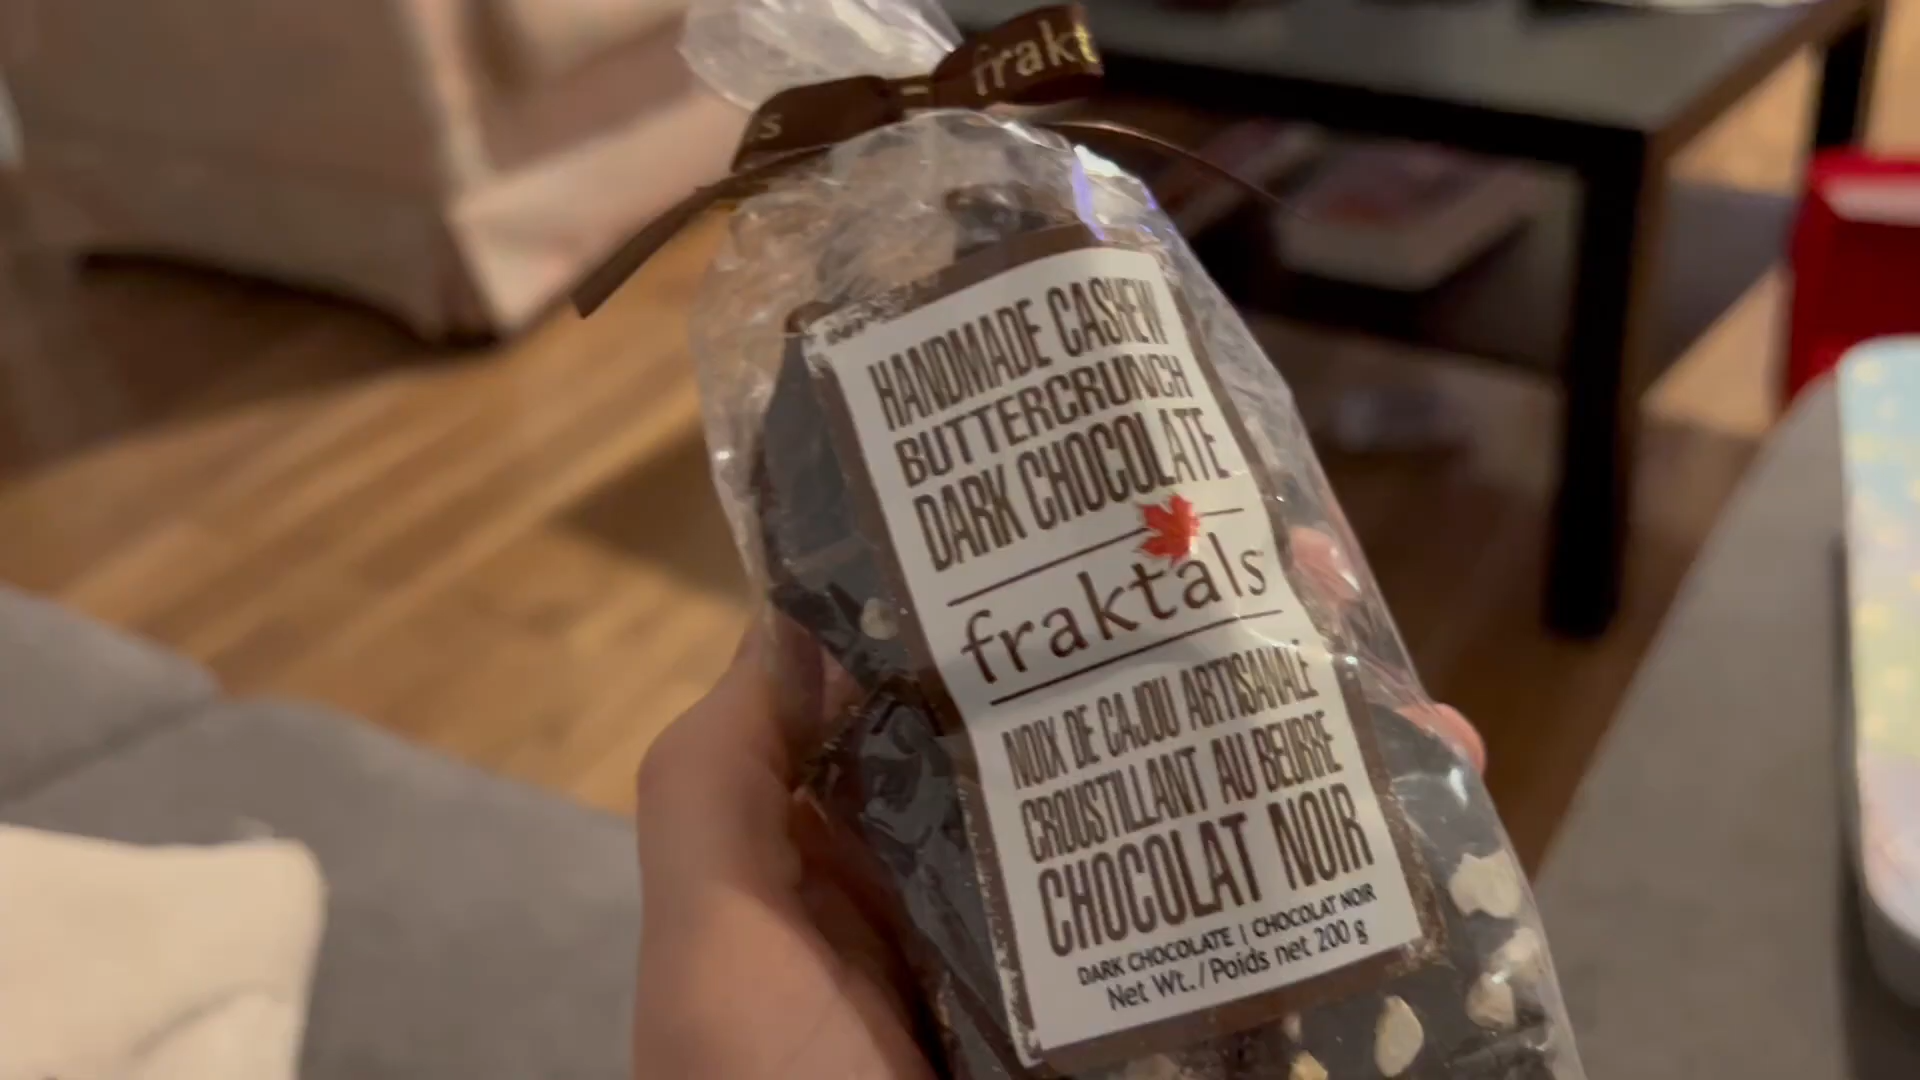 frakt
s
HANDMADE CASHEW
BUTTERCRUNCH
DARK CHOCOLATE
fraktals
NOIX DE CAJOU ARTISANALE
CROUSTILLANT AU BEURRE
CHOCOLAT NOIR
DARK CHOCOLATE | CHOCOLAT NOIR
Net Wt./Poids net 200 g